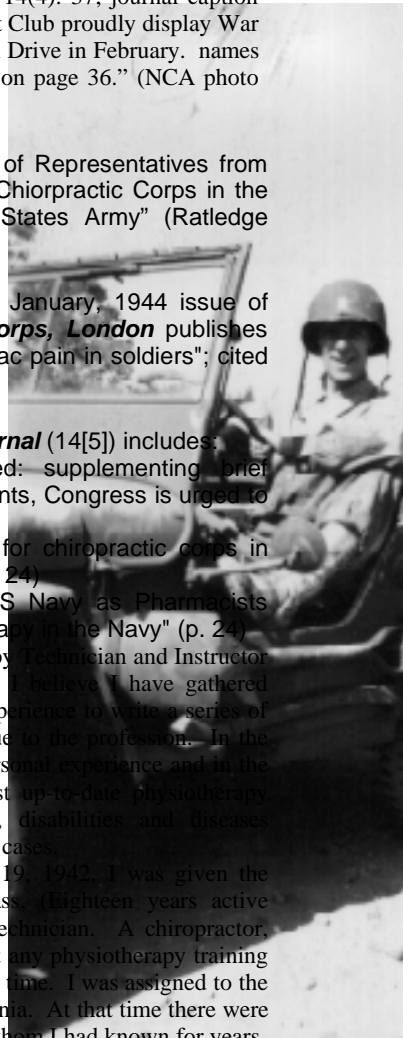 14(4): 37, journal caption
t Club proudly display War
Drive in February. names
on page 36.” (NCA photo
of Representatives from
Chiorpractic Corps in the
States Army” (Ratledge
January, 1944 issue of
orps, London publishes
ac pain in soldiers"; cited
rnal (14[5]) includes:
ed: supplementing brief
nts, Congress is urged to
for chiropractic corps in
24)
S Navy as Pharmacists
apy in the Navy" (p. 24)
py Technician and Instructor
I believe I have gathered
perience to write a series of
ue to the profession. In the
rsonal experience and in the
st up-to-date physiotherapy
, disabilities and diseases
cases.
19, 1942, I was given the
ass. (Eighteen years active
echnician. A chiropractor,
any physiotherapy training
time. I was assigned to the
nia. At that time there were
hom I had known for years